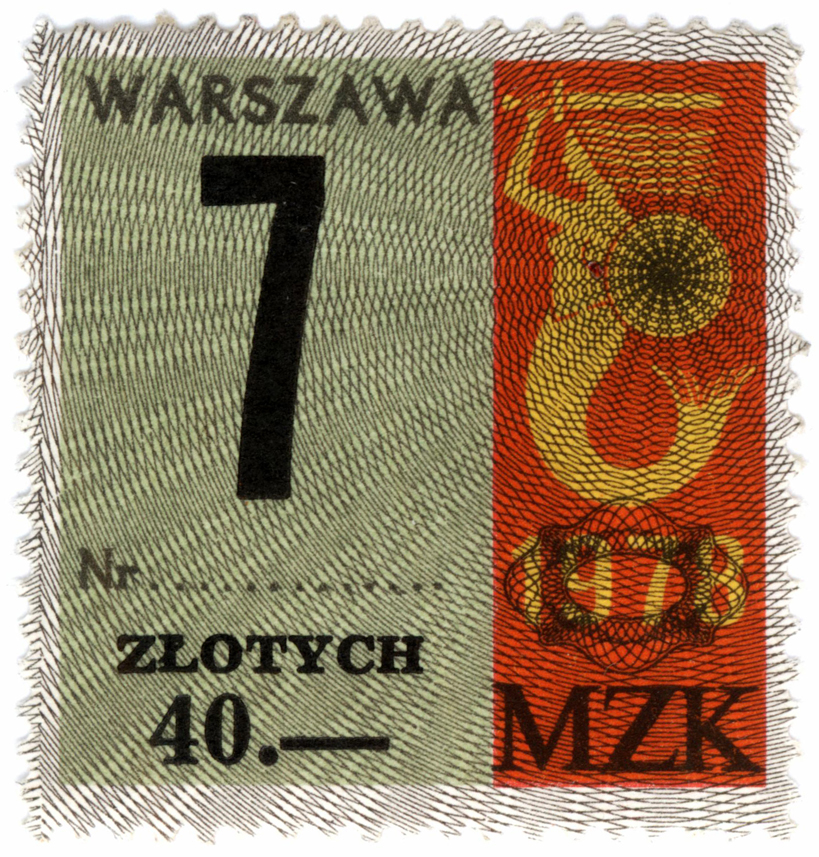 WARSZAWA
7
Nr..................
ZŁOTYCH
40.—
MZK